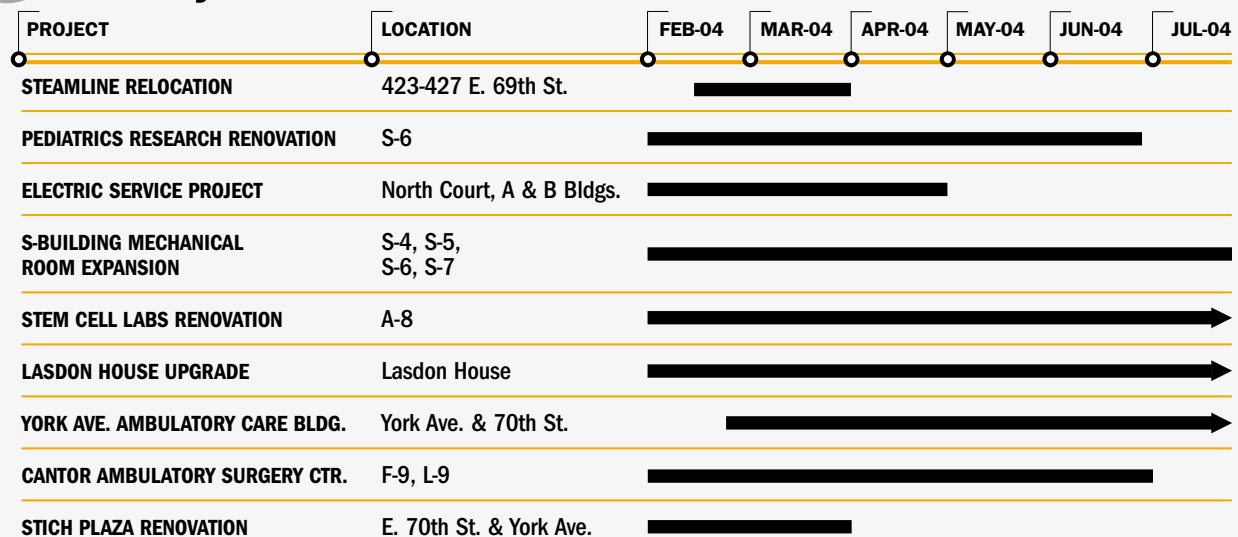 PROJECT LOCATION FEB-04 MAR-04 APR-04 MAY-04 JUN-04 JUL-04
STEAMLINE RELOCATION 423-427 E. 69th St.
PEDIATRICS RESEARCH RENOVATION S-6
ELECTRIC SERVICE PROJECT North Court, A & B Bldgs.
S-BUILDING MECHANICAL S-4, S-5,
ROOM EXPANSION S-6, S-7
STEM CELL LABS RENOVATION A-8
LASDON HOUSE UPGRADE Lasdon House
YORK AVE. AMBULATORY CARE BLDG. York Ave. & 70th St.
CANTOR AMBULATORY SURGERY CTR. F-9, L-9
STICH PLAZA RENOVATION E. 70th St. & York Ave.